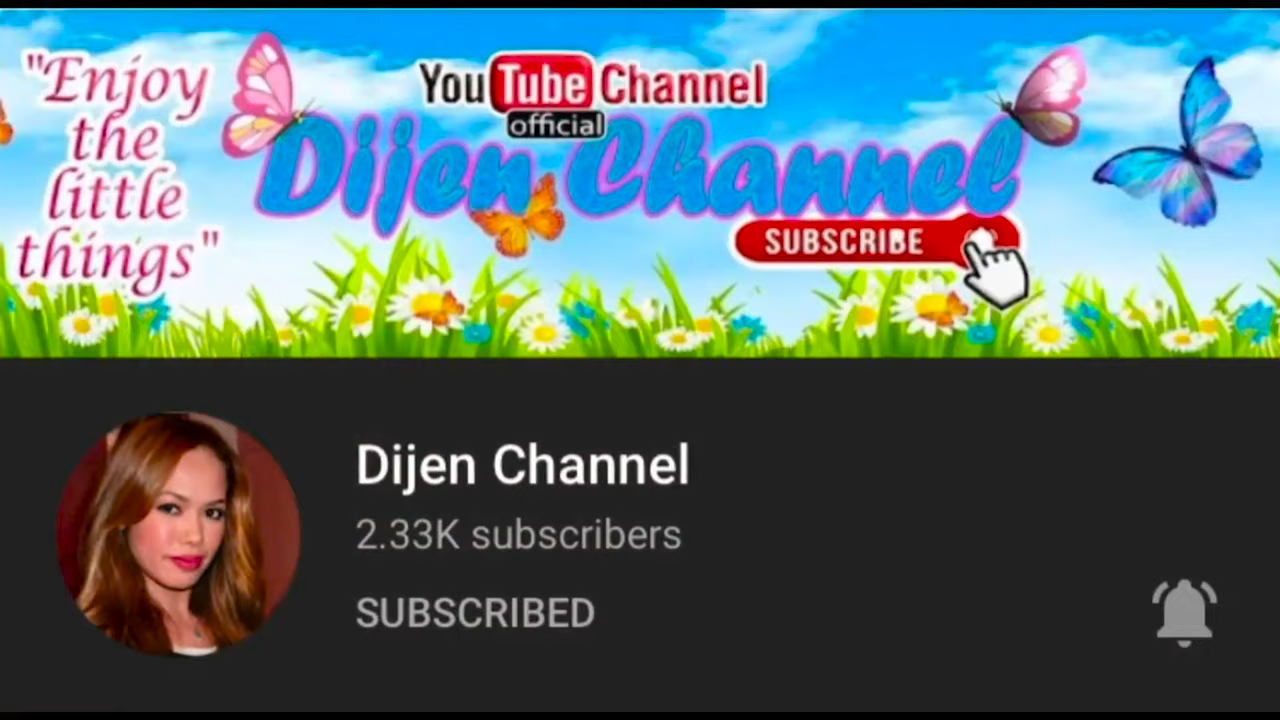 "Enjoy
the
little
things"
YouTube Channel
official
Dijen Channel
SUBSCRIBE
Dijen Channel
2.33K subscribers
SUBSCRIBED